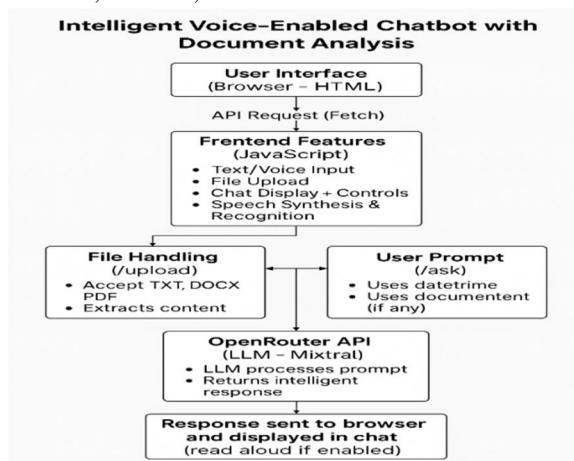 Intelligent Voice–Enabled Chatbot with
Document Analysis
User Interface
(Browser – HTML)
API Request (Fetch)
Frentend Features
(JavaScript)
• Text/Voice Input
• File Upload
• Chat Display + Controls
• Speech Synthesis &
Recognition
File Handling
(/upload)
• Accept TXT, DOCX
PDF
• Extracts content
User Prompt
(/ask)
• Uses datetrime
• Uses documentent
(if any)
OpenRouter API
(LLM – Mixtral)
• LLM processes promrpt
• Returns intelligent
response
Response sent to browser
and displayed in chat
(read aloud if enabled)